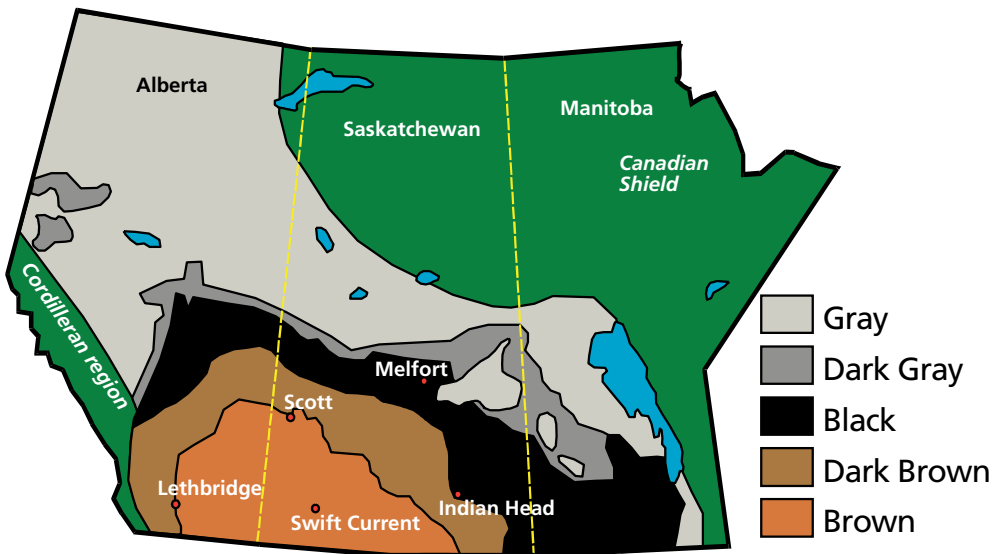 Alberta
Saskatchewan
Manitoba
Canadian
Shield
Cordilleran region
Melfort
Scott
Lethbridge
Swift Current
Indian Head
Gray
Dark Gray
Black
Dark Brown
Brown